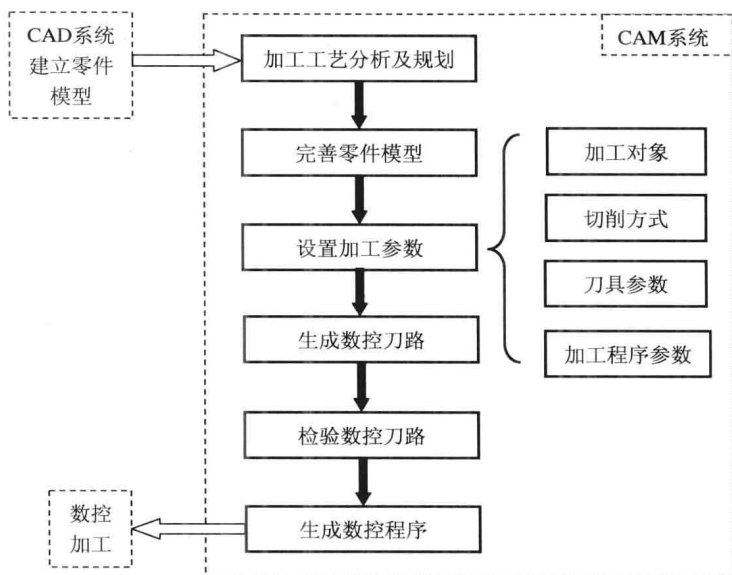 CAD系统
建立零件
模型
CAM系统
加工工艺分析及规划
完善零件模型
设置加工参数
加工对象
切削方式
刀具参数
加工程序参数
生成数控刀路
检验数控刀路
生成数控程序
数控
加工